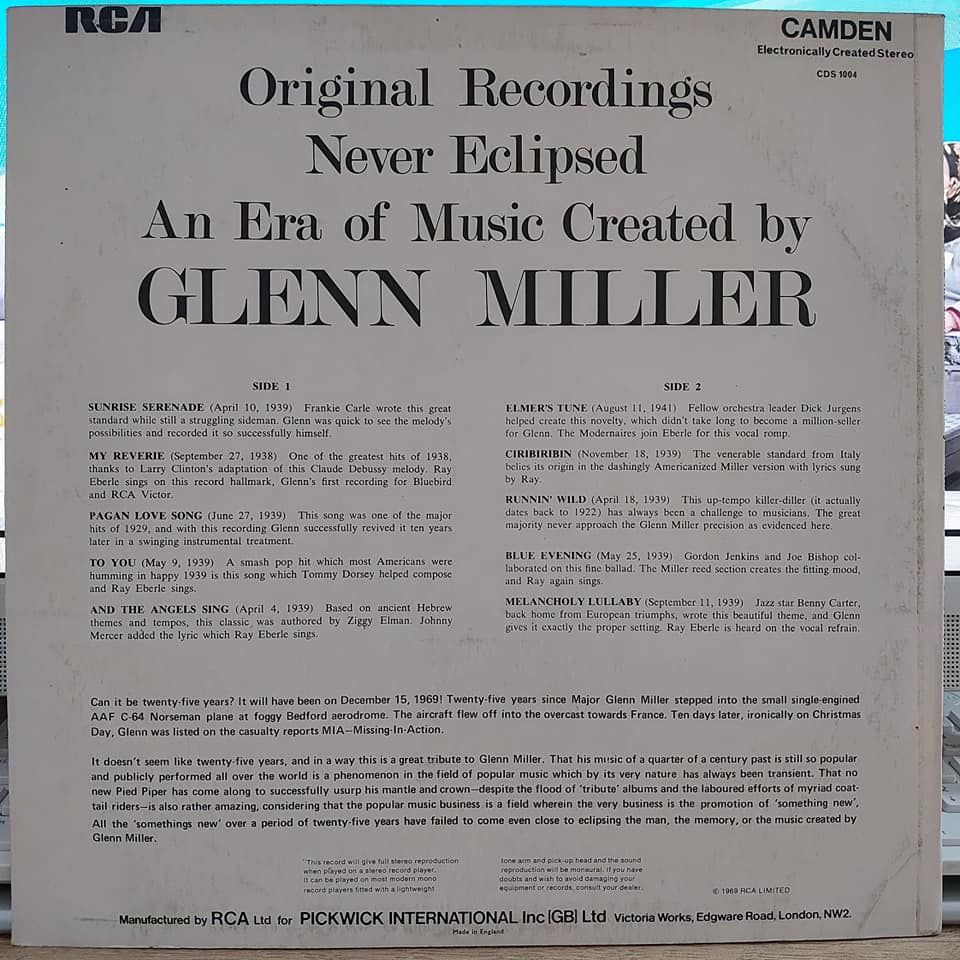 RCA
CAMDEN
Electronically Created Stereo
CDS 1004
Original Recordings
Never Eclipsed
An Era of Music Created by
GLENN MILLER
SIDE 1
SUNRISE SERENADE (April 10, 1939) Frankie Carle wrote this great
standard while still a struggling sideman. Glenn was quick to see the melody's
possibilities and recorded it so successfully himself.
MY REVERIE (September 27, 1938) One of the greatest hits of 1938,
thanks to Larry Clinton's adaptation of this Claude Debussy melody. Ray
Eberle sings on this record hallmark, Glenn's first recording for Bluebird
and RCA Victor.
PAGAN LOVE SONG (June 27, 1939) This song was one of the major
hits of 1929, and with this recording Glenn successfully revived it ten years
later in a swinging instrumental treatment.
TO YOU (May 9, 1939) A smash pop hit which most Americans were
humming in happy 1939 is this song which Tommy Dorsey helped compose
and Ray Eberle sings.
AND THE ANGELS SING (April 4, 1939) Based on ancient Hebrew
themes and tempos, this classic was authored by Ziggy Elman. Johnny
Mercer added the lyric which Ray Eberle sings.
SIDE 2
ELMER'S TUNE (August 11, 1941) Fellow orchestra leader Dick Jurgens
helped create this novelty, which didn't take long to become a million-seller
for Glenn. The Modernaires join Eberle for this vocal romp.
CIRIBIRIBIN (November 18, 1939) The venerable standard from Italy
belies its origin in the dashingly Americanized Miller version with lyrics sung
by Ray.
RUNNIN' WILD (April 18, 1939) This up-tempo killer-diller (it actually
dates back to 1922) has always been a challenge to musicians. The great
majority never approach the Glenn Miller precision as evidenced here.
BLUE EVENING (May 25, 1939) Gordon Jenkins and Joe Bishop col-
laborated on this fine ballad. The Miller reed section creates the fitting mood,
and Ray again sings.
MELANCHOLY LULLABY (September 11, 1939) Jazz star Benny Carter,
back home from European triumphs, wrote this beautiful theme, and Glenn
gives it exactly the proper setting. Ray Eberle is heard on the vocal refrain.
Can it be twenty-five years? It will have been on December 15, 1969! Twenty-five years since Major Glenn Miller stepped into the small single-engined
AAF C-64 Norseman plane at foggy Bedford aerodrome. The aircraft flew off into the overcast towards France. Ten days later, ironically on Christmas
Day, Glenn was listed on the casualty reports MIA—Missing-In-Action.
It doesn't seem like twenty-five years, and in a way this is a great tribute to Glenn Miller. That his music of a quarter of a century past is still so popular
and publicly performed all over the world is a phenomenon in the field of popular music which by its very nature has always been transient. That no
new Pied Piper has come along to successfully usurp his mantle and crown—despite the flood of 'tribute' albums and the laboured efforts of myriad coat-
tail riders—is also rather amazing, considering that the popular music business is a field wherein the very business is the promotion of 'something new',
All the 'somethings new' over a period of twenty-five years have failed to come even close to eclipsing the man, the memory, or the music created by
Glenn Miller.
"This record will give full stereo reproduction
when played on a stereo record player.
It can be played on most modern mono
record players fitted with a lightweight
tone arm and pick-up head and the sound
reproduction will be monaural. If you have
doubts and wish to avoid damaging your
equipment or records, consult your dealer.
© 1969 RCA LIMITED
Manufactured by RCA Ltd for PICKWICK INTERNATIONAL Inc (GB) Ltd Victoria Works, Edgware Road, London, NW2.
Made in England